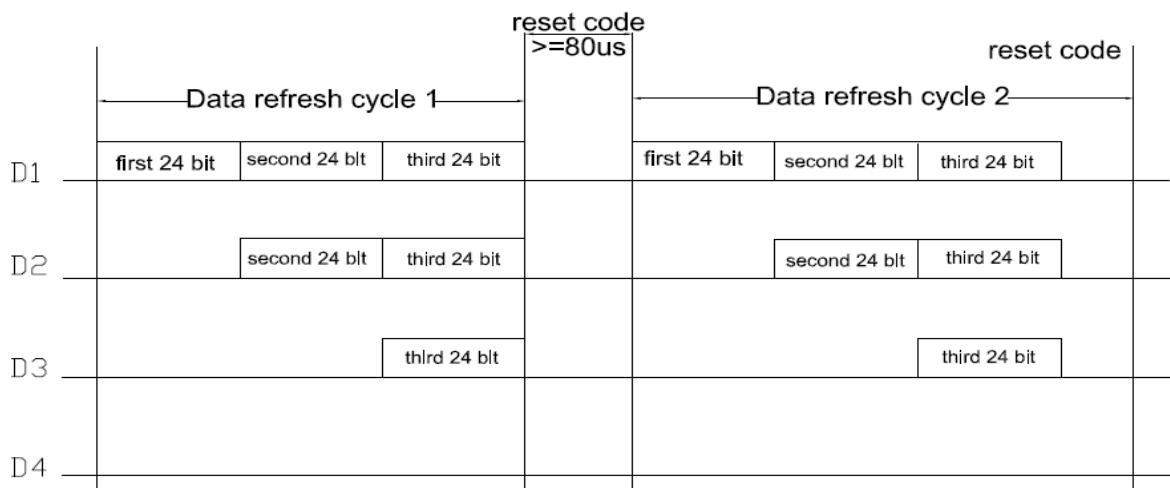 reset code
>=80us
reset code
Data refresh cycle 1
Data refresh cycle 2
D1 first 24 bit second 24 blt third 24 bit first 24 bit second 24 blt third 24 bit
D2 second 24 blt third 24 bit second 24 blt third 24 bit
D3 thlrd 24 blt third 24 bit
D4